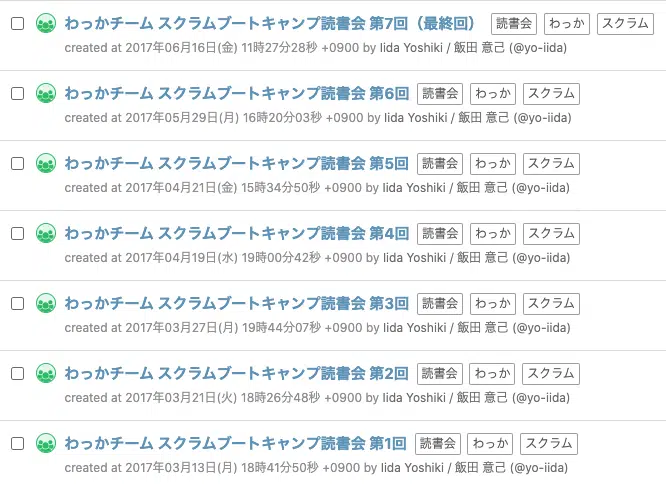 わっかチーム スクラムブートキャンプ読書会 第7回（最終回） 読書会 わっか スクラム
created at 2017年06月16日(金) 11時27分28秒 +0900 by Iida Yoshiki / 飯田 意己 (@yo-iida)
わっかチーム スクラムブートキャンプ読書会 第6回 読書会 わっか スクラム
created at 2017年05月29日(月) 16時20分03秒 +0900 by Iida Yoshiki / 飯田 意己 (@yo-iida)
わっかチーム スクラムブートキャンプ読書会 第5回 読書会 わっか スクラム
created at 2017年04月21日(金) 15時34分50秒 +0900 by Iida Yoshiki / 飯田 意己 (@yo-iida)
わっかチーム スクラムブートキャンプ読書会 第4回 読書会 わっか スクラム
created at 2017年04月19日(水) 19時00分42秒 +0900 by Iida Yoshiki / 飯田 意己 (@yo-iida)
わっかチーム スクラムブートキャンプ読書会 第3回 読書会 わっか スクラム
created at 2017年03月27日(月) 19時44分07秒 +0900 by Iida Yoshiki / 飯田 意己 (@yo-iida)
わっかチーム スクラムブートキャンプ読書会 第2回 読書会 わっか スクラム
created at 2017年03月21日(火) 18時26分48秒 +0900 by Iida Yoshiki / 飯田 意己 (@yo-iida)
わっかチーム スクラムブートキャンプ読書会 第1回 読書会 わっか スクラム
created at 2017年03月13日(月) 18時41分50秒 +0900 by Iida Yoshiki / 飯田 意己 (@yo-iida)